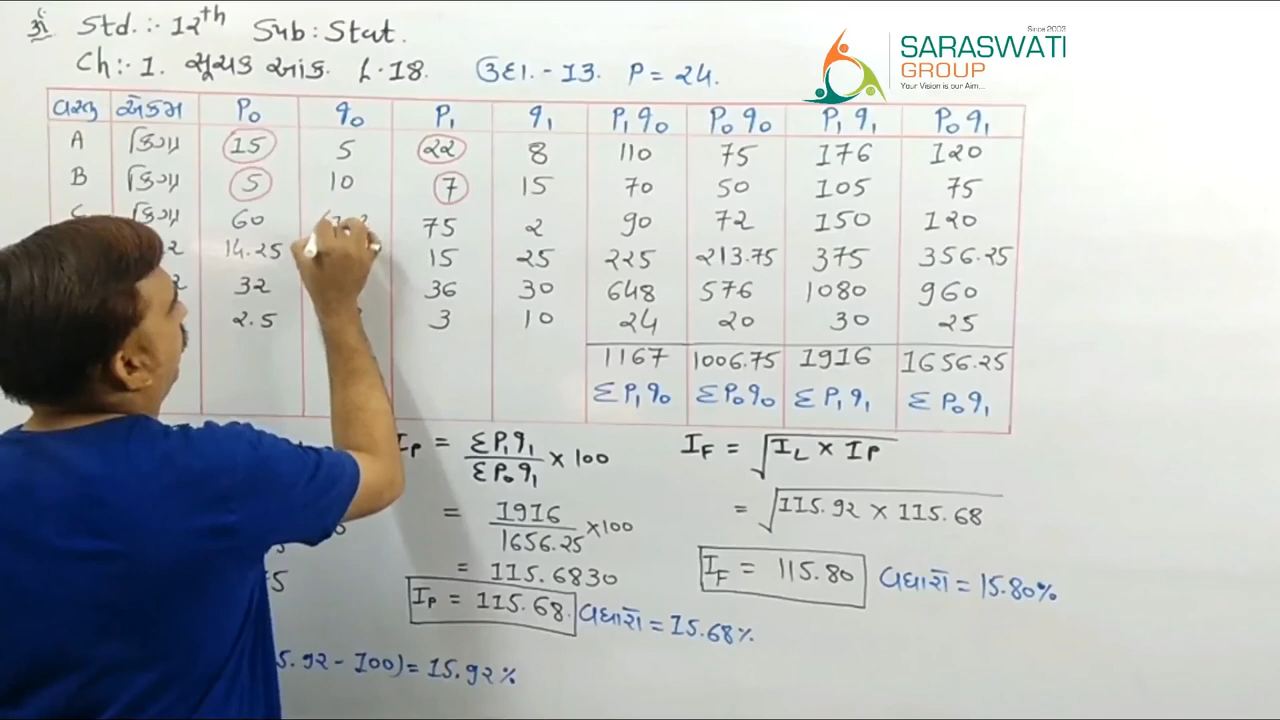 ૐ Std. :- 12th Sub : Stat.
Since 2003
SARASWATI
GROUP
Your Vision is our Aim...
Ch :- 1. સૂચક આંક. L.18. ઉદા. - 13. P = 24.
વસ્તુ એકમ P₀ q₀ P₁ q₁ P₁q₀ P₀q₀ P₁q₁ P₀q₁
A કિગ્રા 15 5 22 8 110 75 176 120
B કિગ્રા 5 10 7 15 70 50 105 75
કિગ્રા 60 75 2 90 72 150 120
14.25 15 25 225 213.75 375 356.25
32 36 30 648 576 1080 960
2.5 3 10 24 20 30 25
1167 1006.75 1916 1656.25
ΣP₁q₀ ΣP₀q₀ ΣP₁q₁ ΣP₀q₁
Iₚ = ΣP₁q₁ / ΣP₀q₁ × 100
= 1916 / 1656.25 × 100
= 115.6830
Iₚ = 115.68. વધારો = 15.68%
I_F = √(I_L × I_P)
= √(115.92 × 115.68)
I_F = 115.80 વધારો = 15.80%
5.92 - 100) = 15.92%